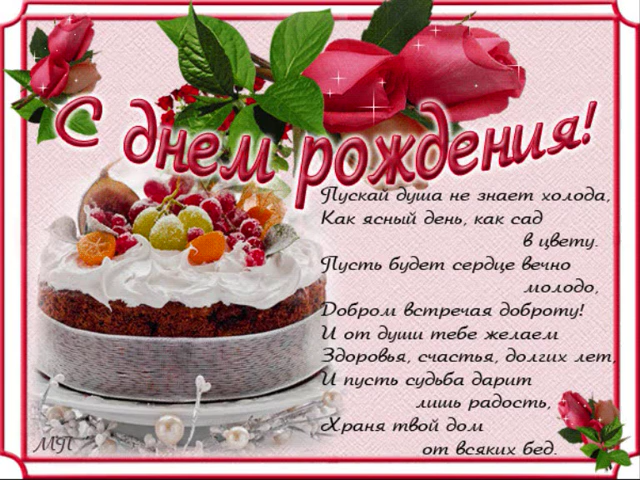 С днем рождения!
Пускай душа не знает холода,
Как ясный день, как сад
в цвету.
Пусть будет сердце вечно
молодо,
Добром встречая доброту!
И от души тебе желаем
Здоровья, счастья, долгих лет,
И пусть судьба дарит
лишь радость,
Храня твой дом
от всяких бед.
МП